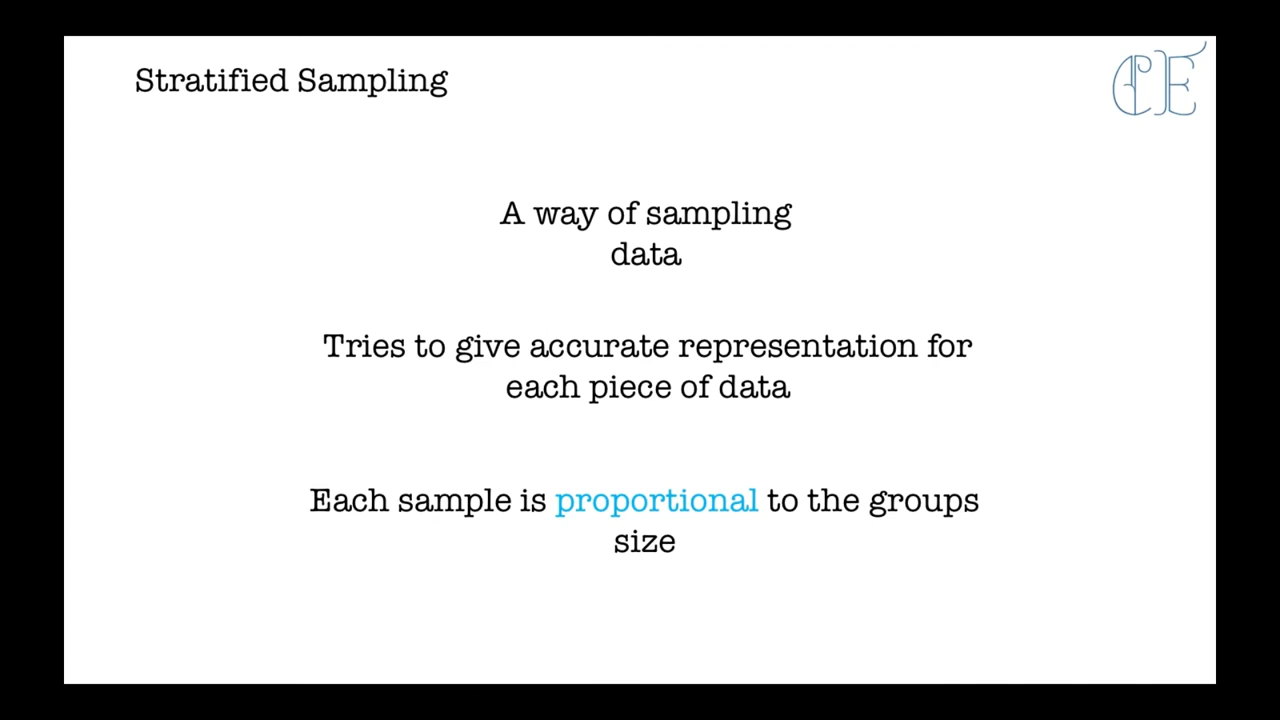 Stratified Sampling
CE
A way of sampling
data
Tries to give accurate representation for
each piece of data
Each sample is proportional to the groups
size